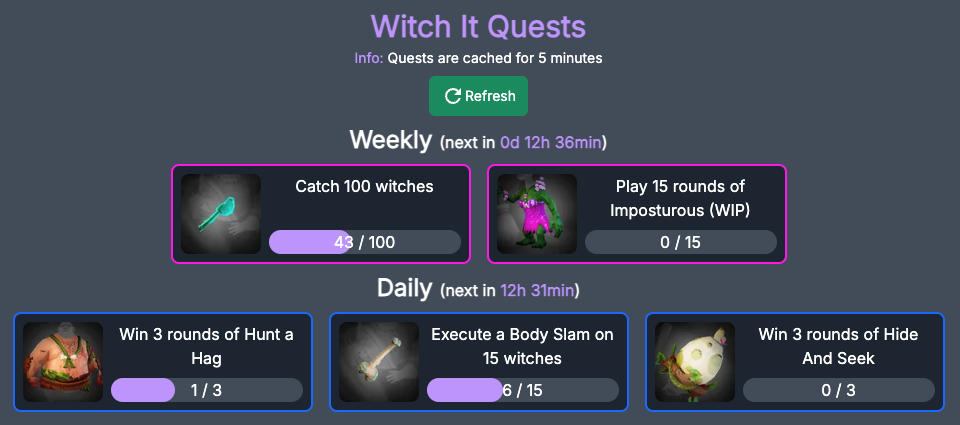 Witch It Quests
Info: Quests are cached for 5 minutes
Refresh
Weekly (next in 0d 12h 36min)
Catch 100 witches
43 / 100
Play 15 rounds of
Imposturous (WIP)
0 / 15
Daily (next in 12h 31min)
Win 3 rounds of Hunt a
Hag
1 / 3
Execute a Body Slam on
15 witches
6 / 15
Win 3 rounds of Hide
And Seek
0 / 3